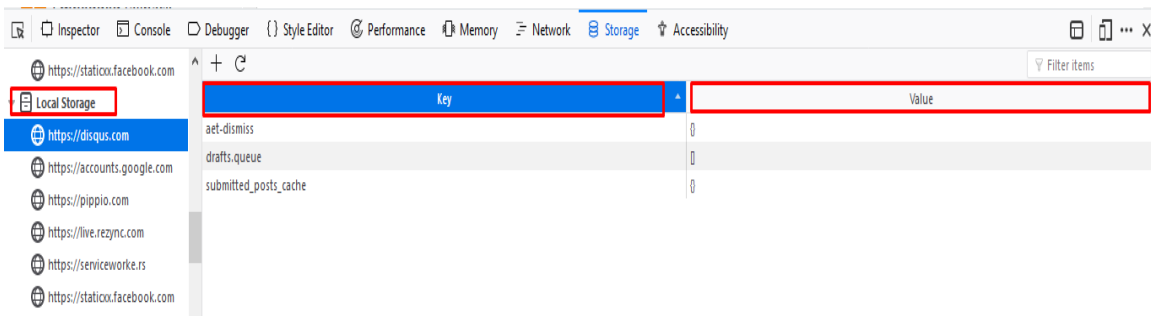 Inspector Console Debugger {} Style Editor Performance Memory Network Storage Accessibility
https://staticxx.facebook.com + Filter items
Local Storage Key Value
https://disqus.com aet-dismiss {}
https://accounts.google.com drafts.queue []
https://pippio.com submitted_posts_cache {}
https://live.rezync.com
https://serviceworke.rs
https://staticxx.facebook.com